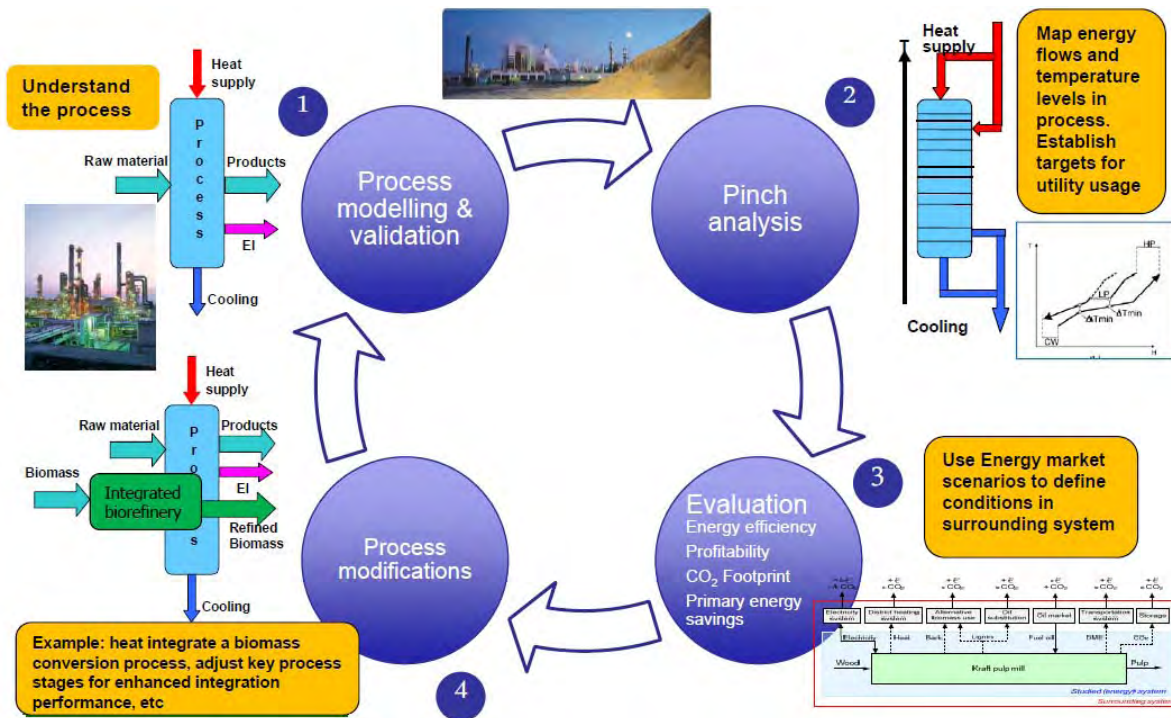 Understand
the process
Heat
supply
Process
Raw material
Products
El
Cooling
1
Process
modelling &
validation
2
Pinch
analysis
T
Heat
supply
Cooling
Map energy
flows and
temperature
levels in
process.
Establish
targets for
utility usage
T
HP
LP
ΔTmin
ΔTmin
CW
H
3
Evaluation
Energy efficiency
Profitability
CO₂ Footprint
Primary energy
savings
Use Energy market
scenarios to define
conditions in
surrounding system
Electricity
system
District heating
system
Alternative
biomass use
Oil
substitution
Oil market
Transportation
system
Storage
Electricity
Heat
Bark
Lignin
Fuel oil
DME
CO₂
Wood
Kraft pulp mill
Pulp
Studied (energy) system
Surrounding system
4
Process
modifications
Heat
supply
Raw material
Products
Pro
s
Biomass
Integrated
biorefinery
El
Refined
Biomass
Cooling
Example: heat integrate a biomass
conversion process, adjust key process
stages for enhanced integration
performance, etc